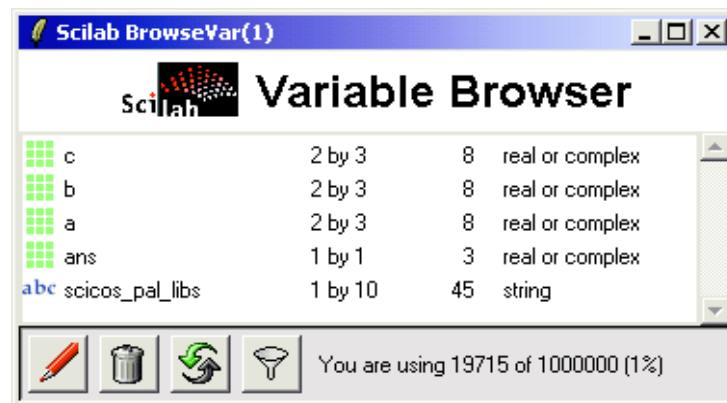 Scilab BrowseVar(1)
Scilab Variable Browser
c 2 by 3 8 real or complex
b 2 by 3 8 real or complex
a 2 by 3 8 real or complex
ans 1 by 1 3 real or complex
abc scicos_pal_libs 1 by 10 45 string
You are using 19715 of 1000000 (1%)